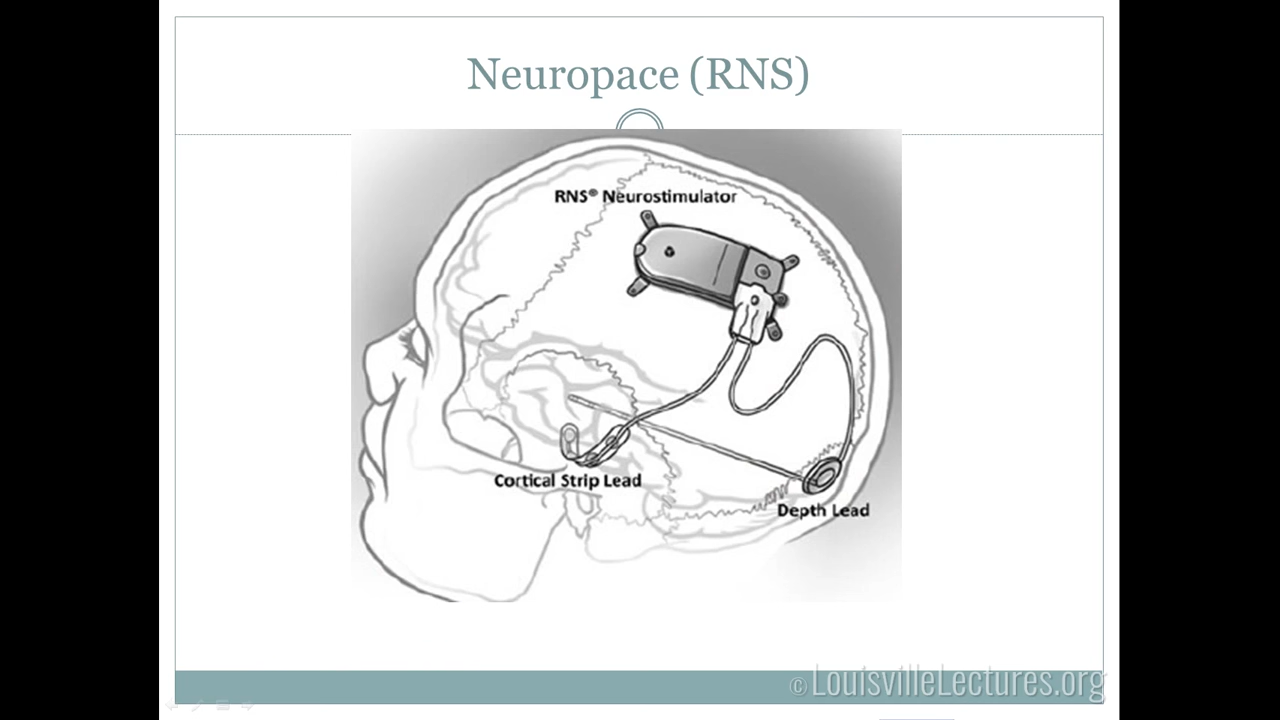 Neuropace (RNS)
RNS® Neurostimulator
Cortical Strip Lead
Depth Lead
© LouisvilleLectures.org